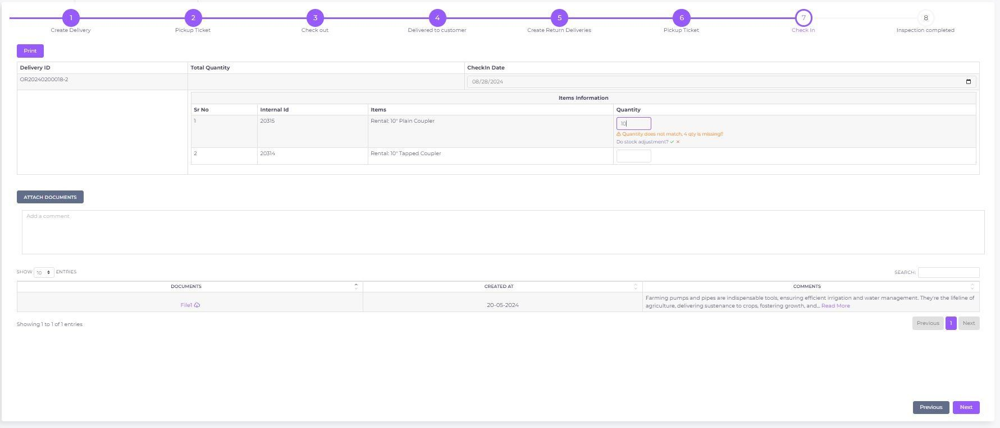 1 2 3 4 5 6 7 8
Create Delivery Pickup Ticket Check out Delivered to customer Create Return Deliveries Pickup Ticket Check In Inspection completed
Print
Delivery ID Total Quantity CheckIn Date
OR20240200018-2 08/28/2024
Items Information
Sr No Internal Id Items Quantity
1 20315 Rental: 10" Plain Coupler 10
Quantity does not match, 4 qty is missing!!
Do stock adjustment?
2 20314 Rental: 10" Tapped Coupler
ATTACH DOCUMENTS
Add a comment
SHOW 10 ENTRIES SEARCH:
DOCUMENTS CREATED AT COMMENTS
Farming pumps and pipes are indispensable tools, ensuring efficient irrigation and water management. They're the lifeline of
File1 20-05-2024 agriculture, delivering sustenance to crops, fostering growth, and... Read More
Showing 1 to 1 of 1 entries Previous 1 Next
Previous Next